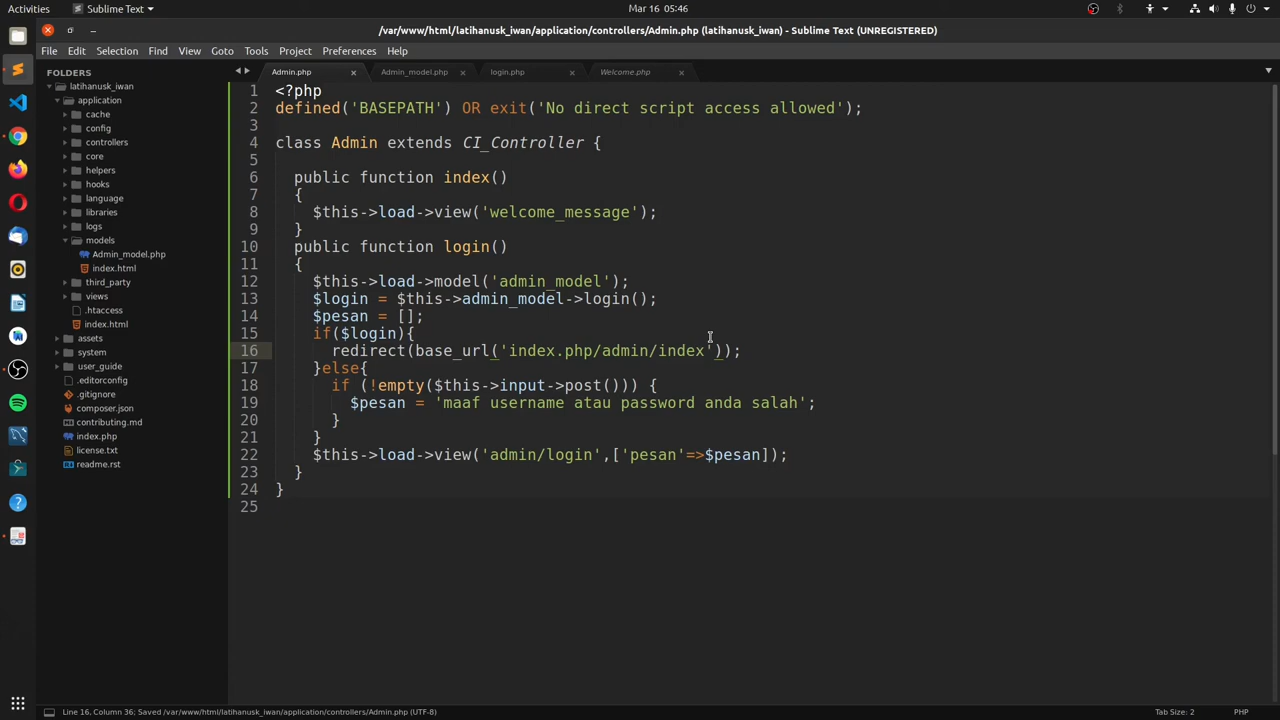 Activities
Sublime Text
Mar 16 05:46
/var/www/html/latihanusk_iwan/application/controllers/Admin.php (latihanusk_iwan) - Sublime Text (UNREGISTERED)
File Edit Selection Find View Goto Tools Project Preferences Help
FOLDERS
latihanusk_iwan
application
cache
config
controllers
core
helpers
hooks
language
libraries
logs
models
Admin_model.php
index.html
third_party
views
.htaccess
index.html
assets
system
user_guide
.editorconfig
.gitignore
composer.json
contributing.md
index.php
license.txt
readme.rst
Admin.php
Admin_model.php
login.php
Welcome.php
1 <?php
2 defined('BASEPATH') OR exit('No direct script access allowed');
3
4 class Admin extends CI_Controller {
5
6 public function index()
7 {
8 $this->load->view('welcome_message');
9 }
10 public function login()
11 {
12 $this->load->model('admin_model');
13 $login = $this->admin_model->login();
14 $pesan = [];
15 if($login){
16 redirect(base_url('index.php/admin/index'));
17 }else{
18 if (!empty($this->input->post())) {
19 $pesan = 'maaf username atau password anda salah';
20 }
21 }
22 $this->load->view('admin/login',['pesan'=>$pesan]);
23 }
24 }
25
Line 16, Column 36: Saved /var/www/html/latihanusk_iwan/application/controllers/Admin.php (UTF-8)
Tab Size: 2
PHP